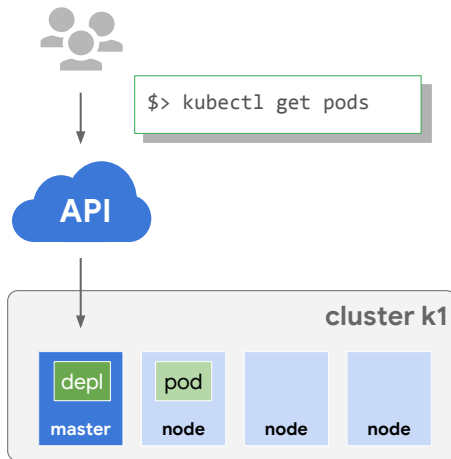 $> kubectl get pods
API
cluster k1
depl
pod
master
node
node
node